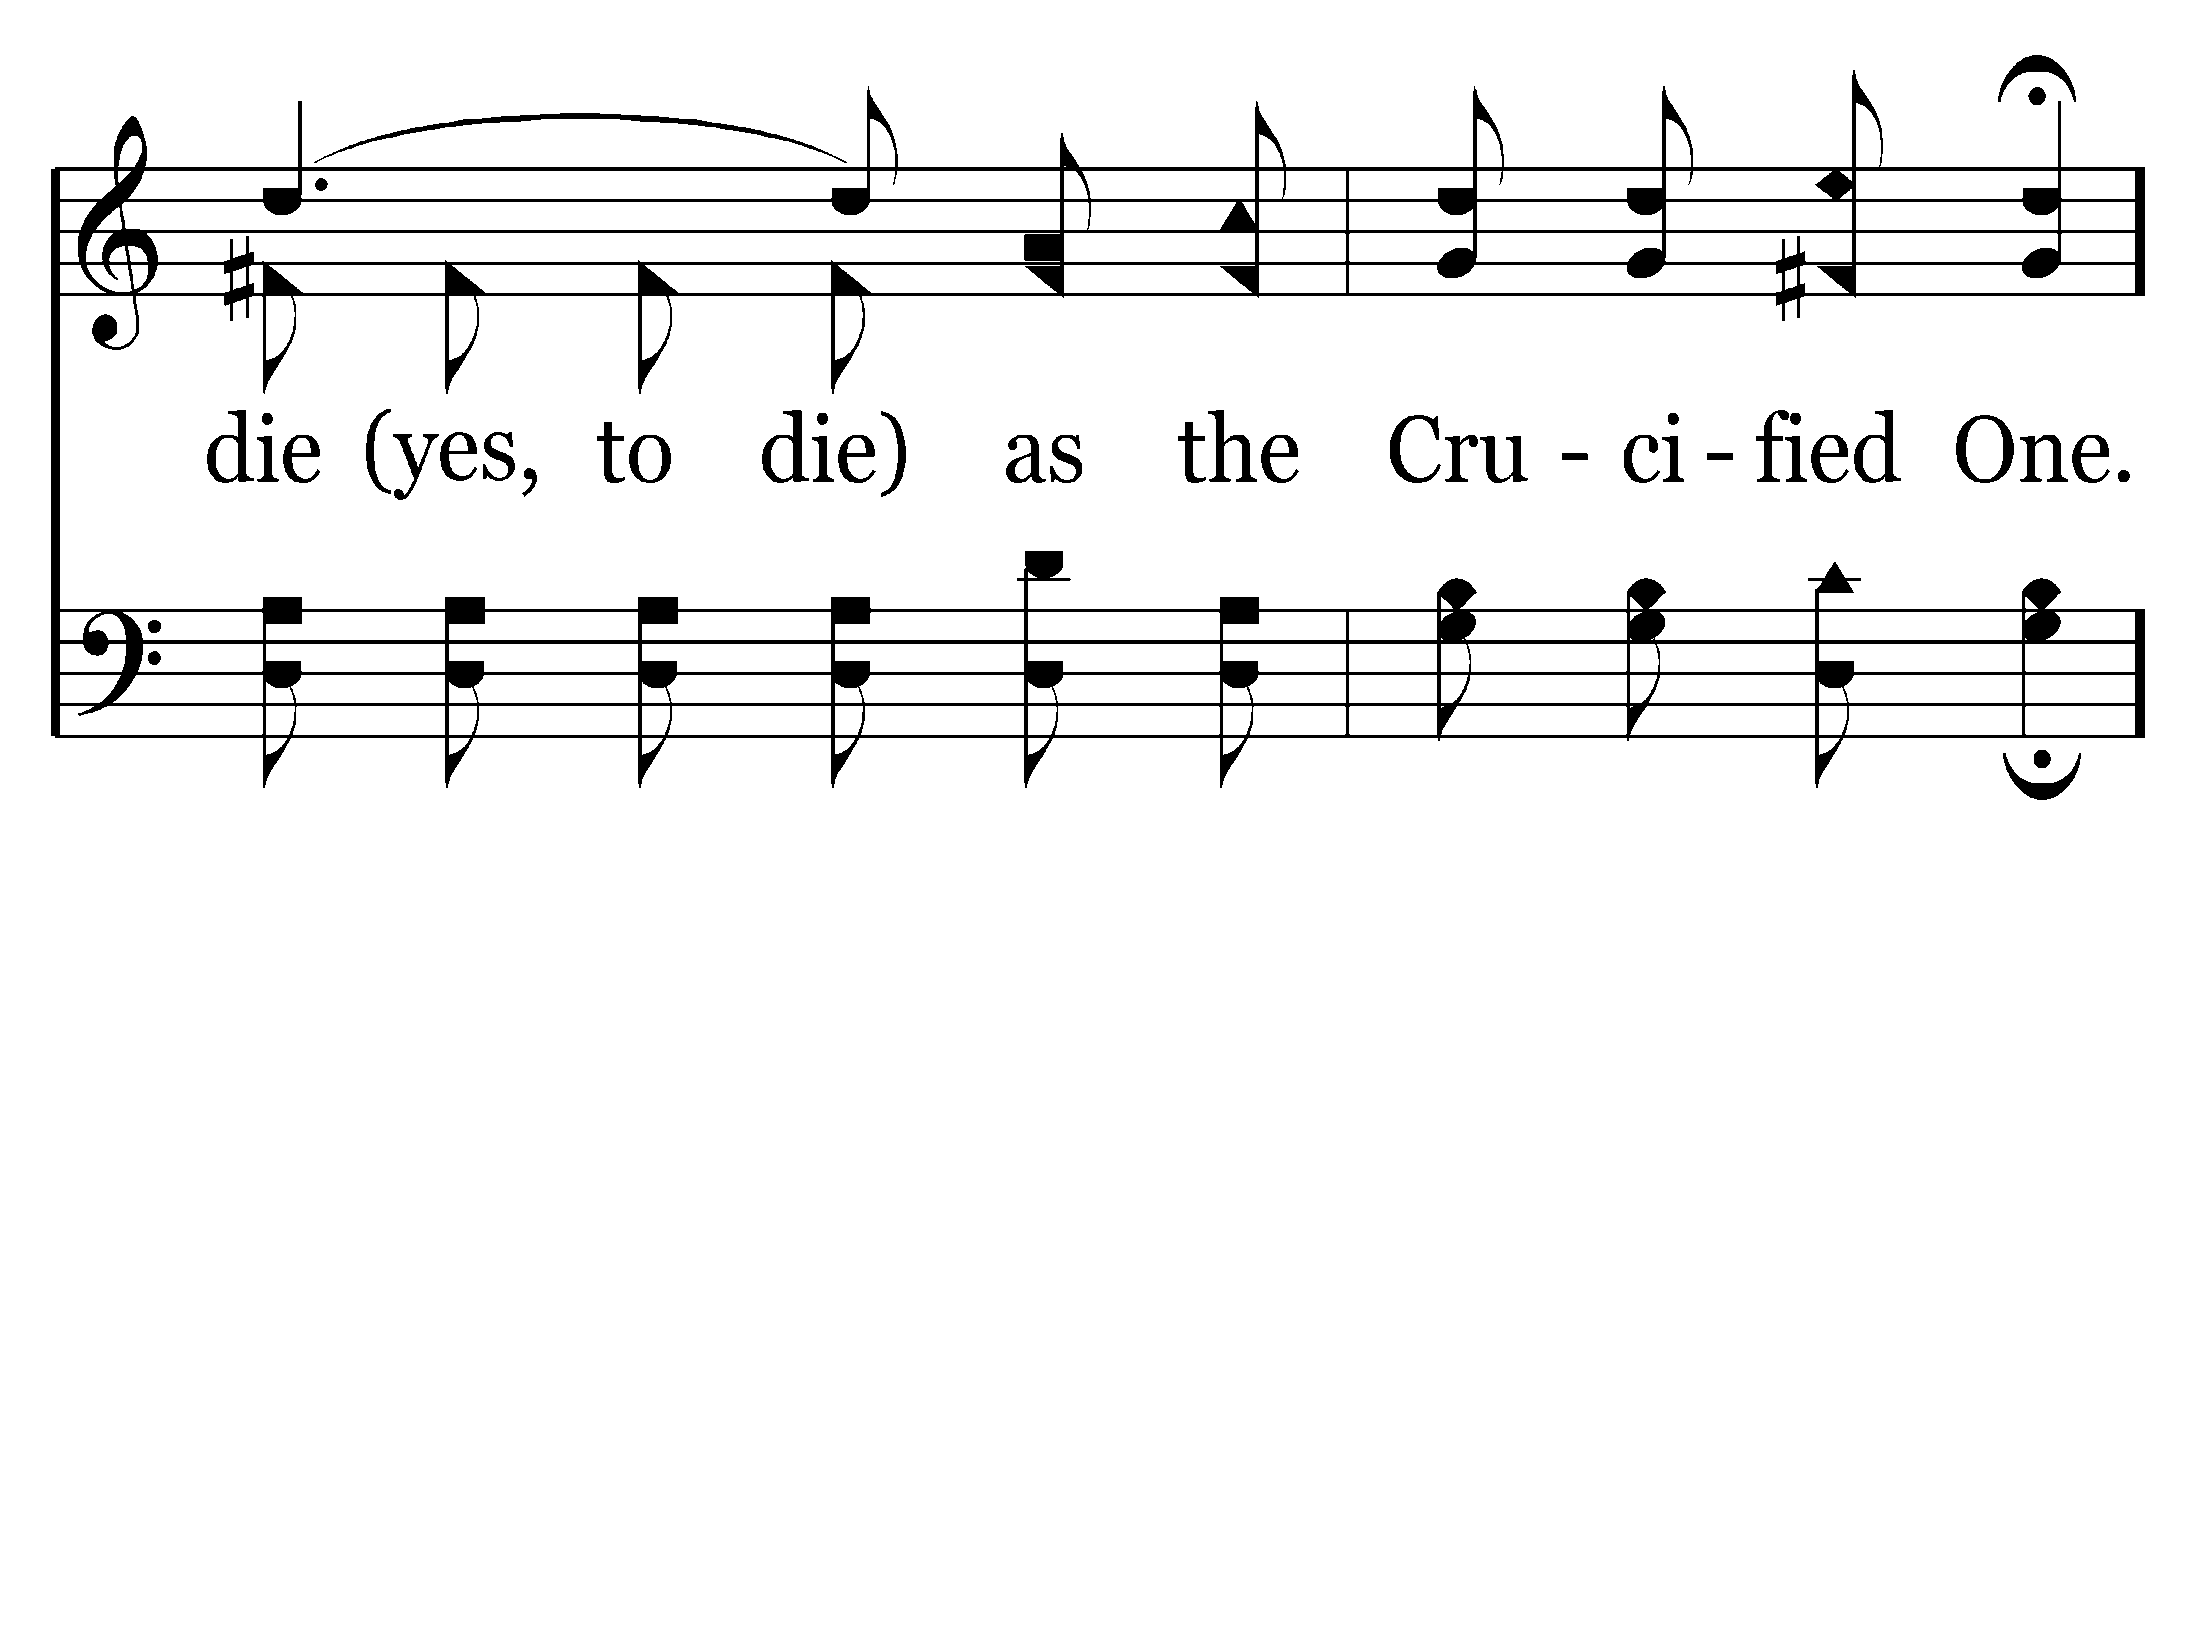 die (yes, to die) as the Cru - ci - fied One.